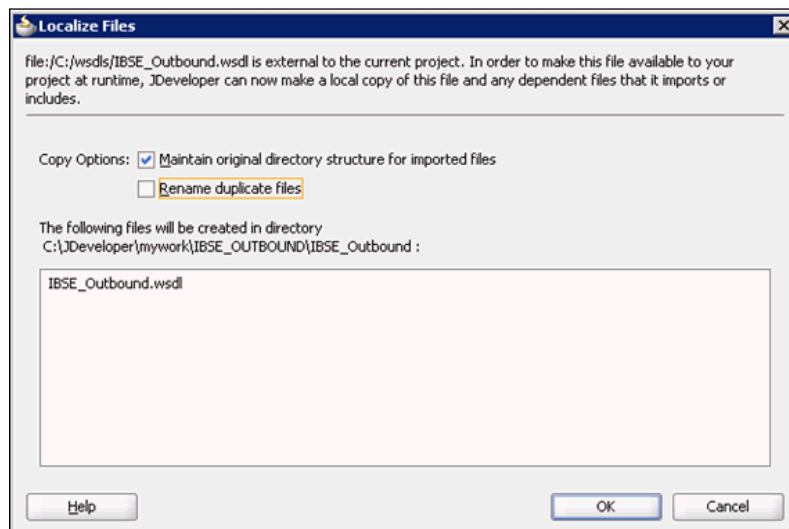 Localize Files
file:/C:/wsdls/IBSE_Outbound.wsdl is external to the current project. In order to make this file available to your
project at runtime, JDeveloper can now make a local copy of this file and any dependent files that it imports or
includes.
Copy Options: Maintain original directory structure for imported files
Rename duplicate files
The following files will be created in directory
C:\JDeveloper\mywork\IBSE_OUTBOUND\IBSE_Outbound :
IBSE_Outbound.wsdl
Help OK Cancel